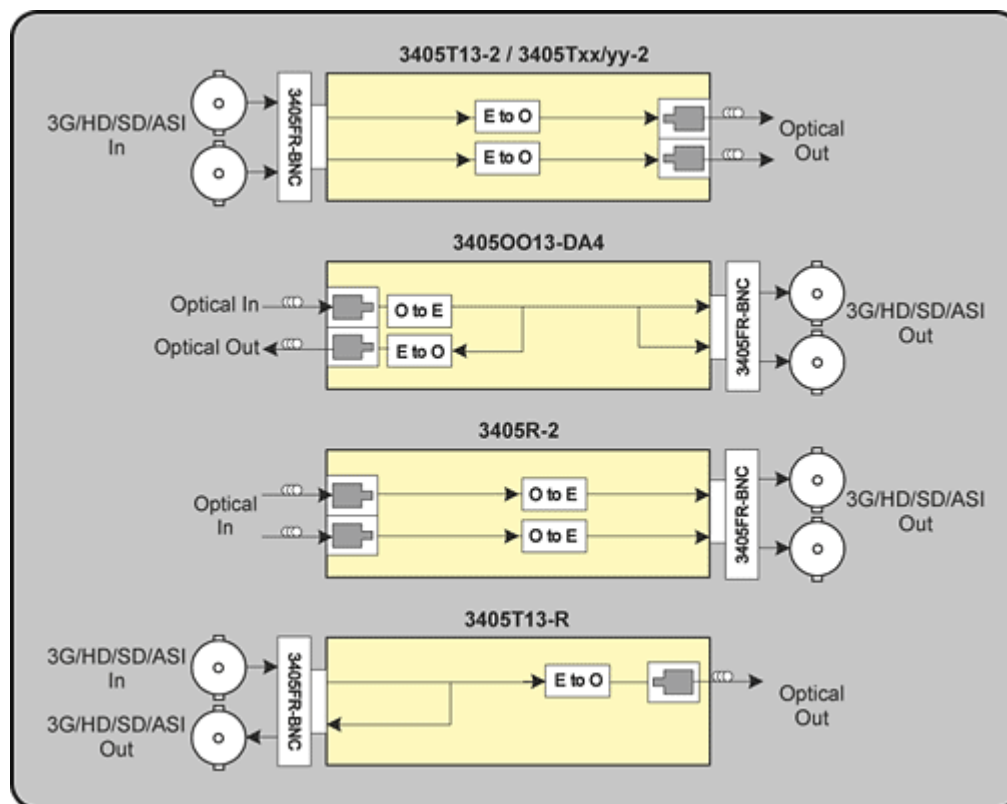 3405T13-2 / 3405Txx/yy-2
3G/HD/SD/ASI
In
3405FR-BNC
E to O
E to O
Optical
Out
3405OO13-DA4
Optical In
Optical Out
O to E
E to O
3405FR-BNC
3G/HD/SD/ASI
Out
3405R-2
Optical
In
O to E
O to E
3405FR-BNC
3G/HD/SD/ASI
Out
3405T13-R
3G/HD/SD/ASI
In
3G/HD/SD/ASI
Out
3405FR-BNC
E to O
Optical
Out